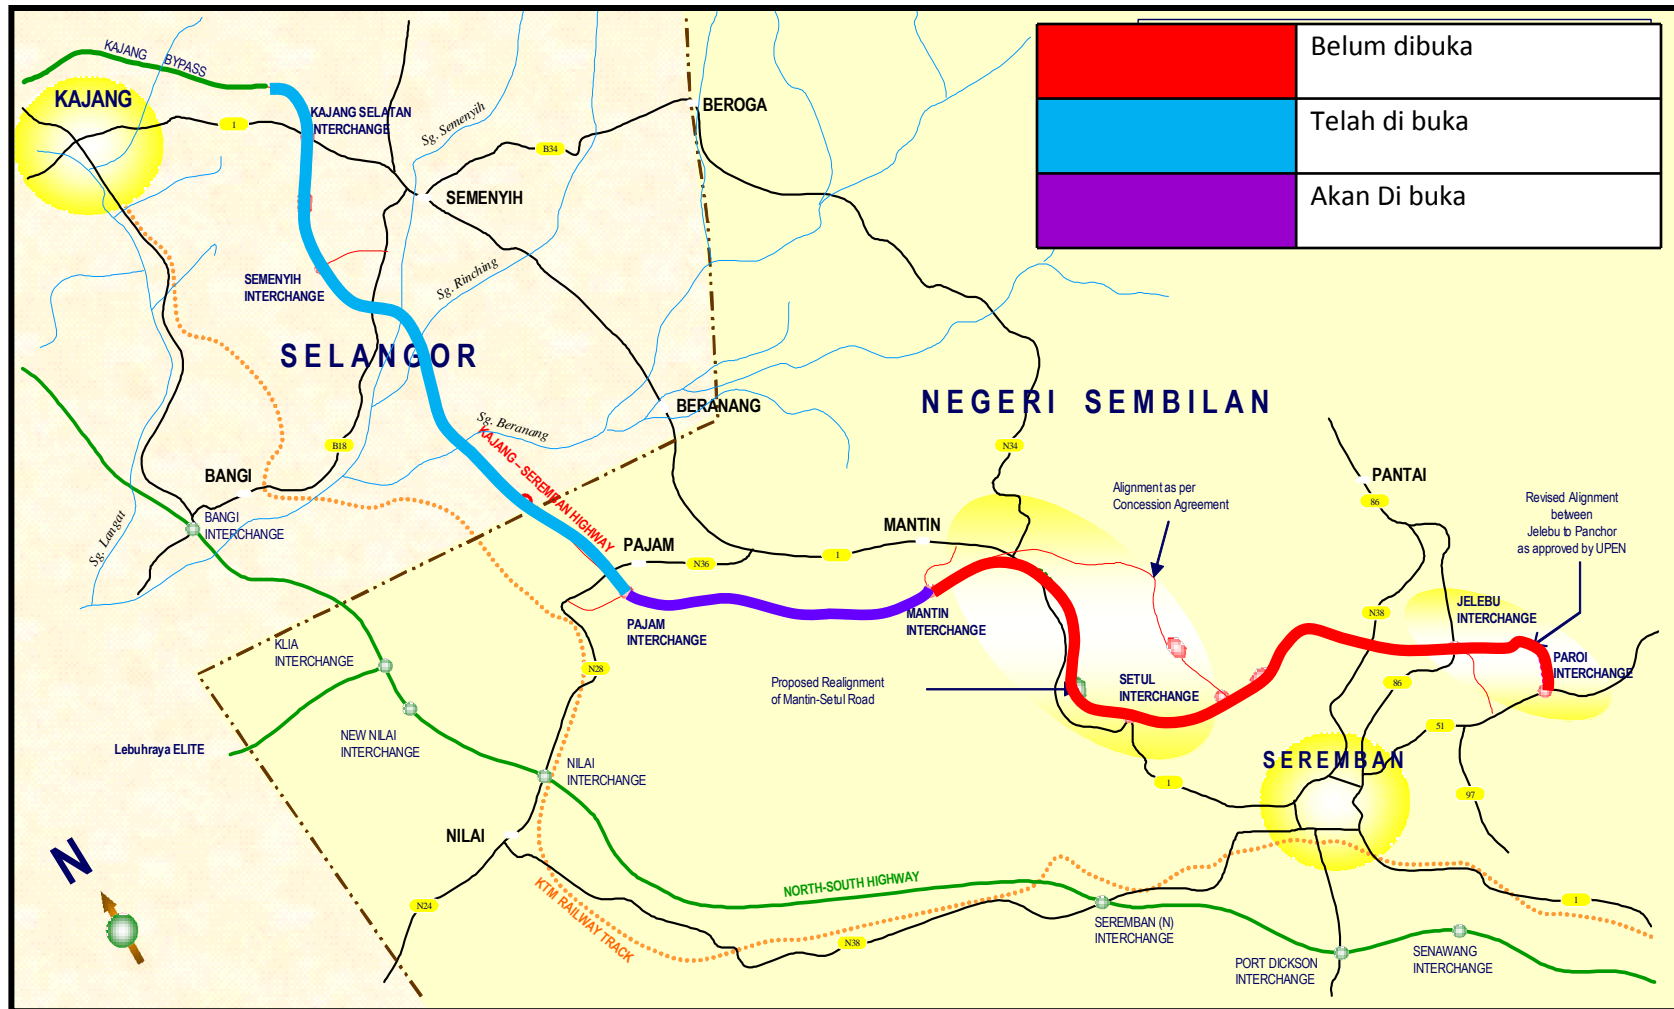 KAJANG BYPASS
KAJANG
KAJANG SELATAN
INTERCHANGE
1
Sg. Semenyih
B34
BEROGA
Belum dibuka
Telah di buka
Akan Di buka
SEMENYIH
SEMENYIH
INTERCHANGE
Sg. Rinching
SELANGOR
NEGERI SEMBILAN
BERANANG
Sg. Beranang
KAJANG – SEREMBAN HIGHWAY
B18
N34
BANGI
BANGI
INTERCHANGE
Sg. Langat
PANTAI
86
Alignment as per
Concession Agreement
Revised Alignment
between
Jelebu to Panchor
as approved by UPEN
MANTIN
PAJAM
N36
1
PAJAM
INTERCHANGE
MANTIN
INTERCHANGE
N38
JELEBU
INTERCHANGE
KLIA
INTERCHANGE
N28
Proposed Realignment
of Mantin-Setul Road
SETUL
INTERCHANGE
86
PAROI
INTERCHANGE
51
NEW NILAI
INTERCHANGE
Lebuhraya ELITE
NILAI
INTERCHANGE
SEREMBAN
1
97
NILAI
N
NORTH-SOUTH HIGHWAY
KTM RAILWAY TRACK
N24
N38
SEREMBAN (N)
INTERCHANGE
1
PORT DICKSON
INTERCHANGE
SENAWANG
INTERCHANGE